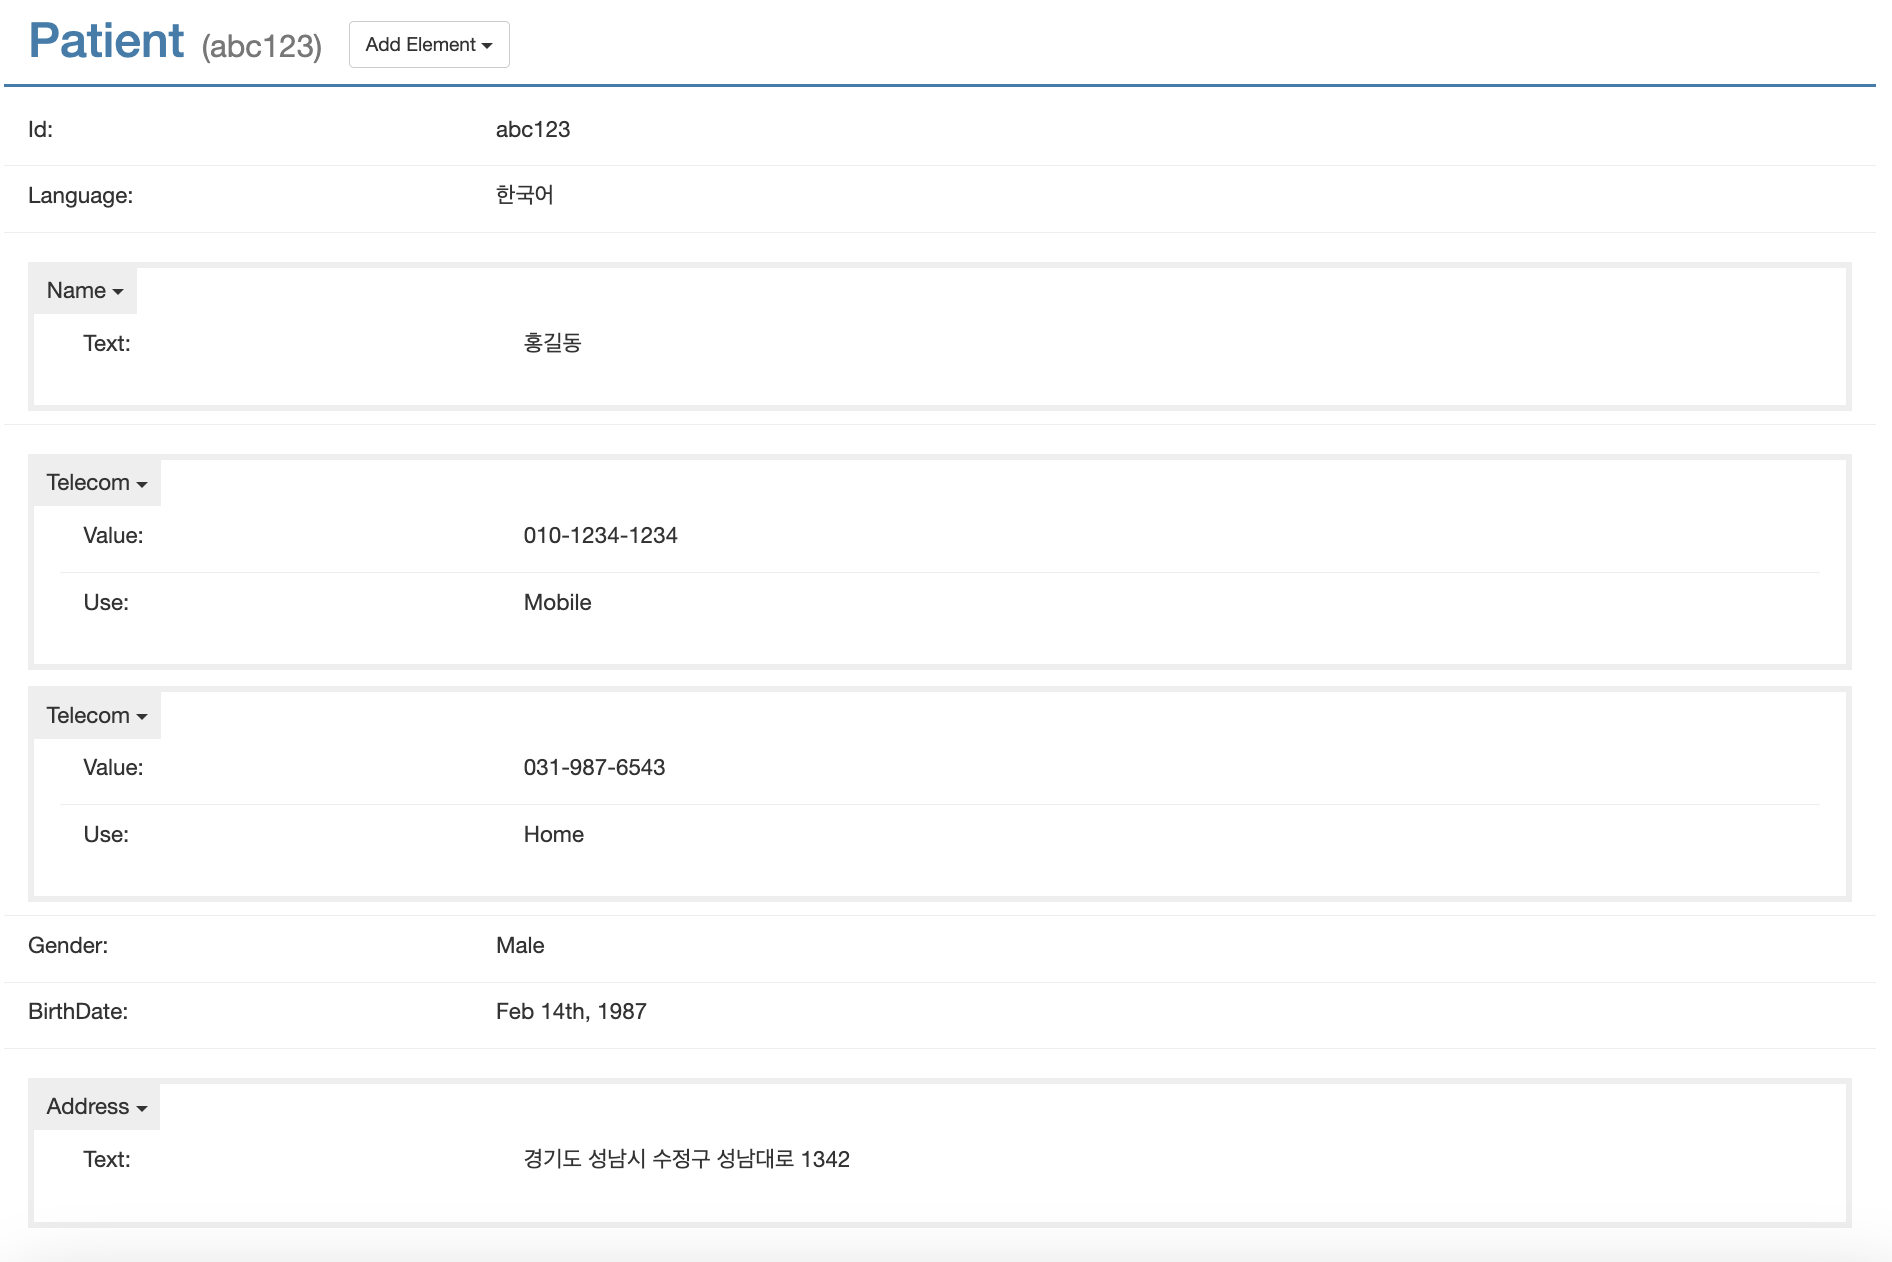 Patient (abc123) Add Element
Id: abc123
Language: 한국어
Name
Text: 홍길동
Telecom
Value: 010-1234-1234
Use: Mobile
Telecom
Value: 031-987-6543
Use: Home
Gender: Male
BirthDate: Feb 14th, 1987
Address
Text: 경기도 성남시 수정구 성남대로 1342